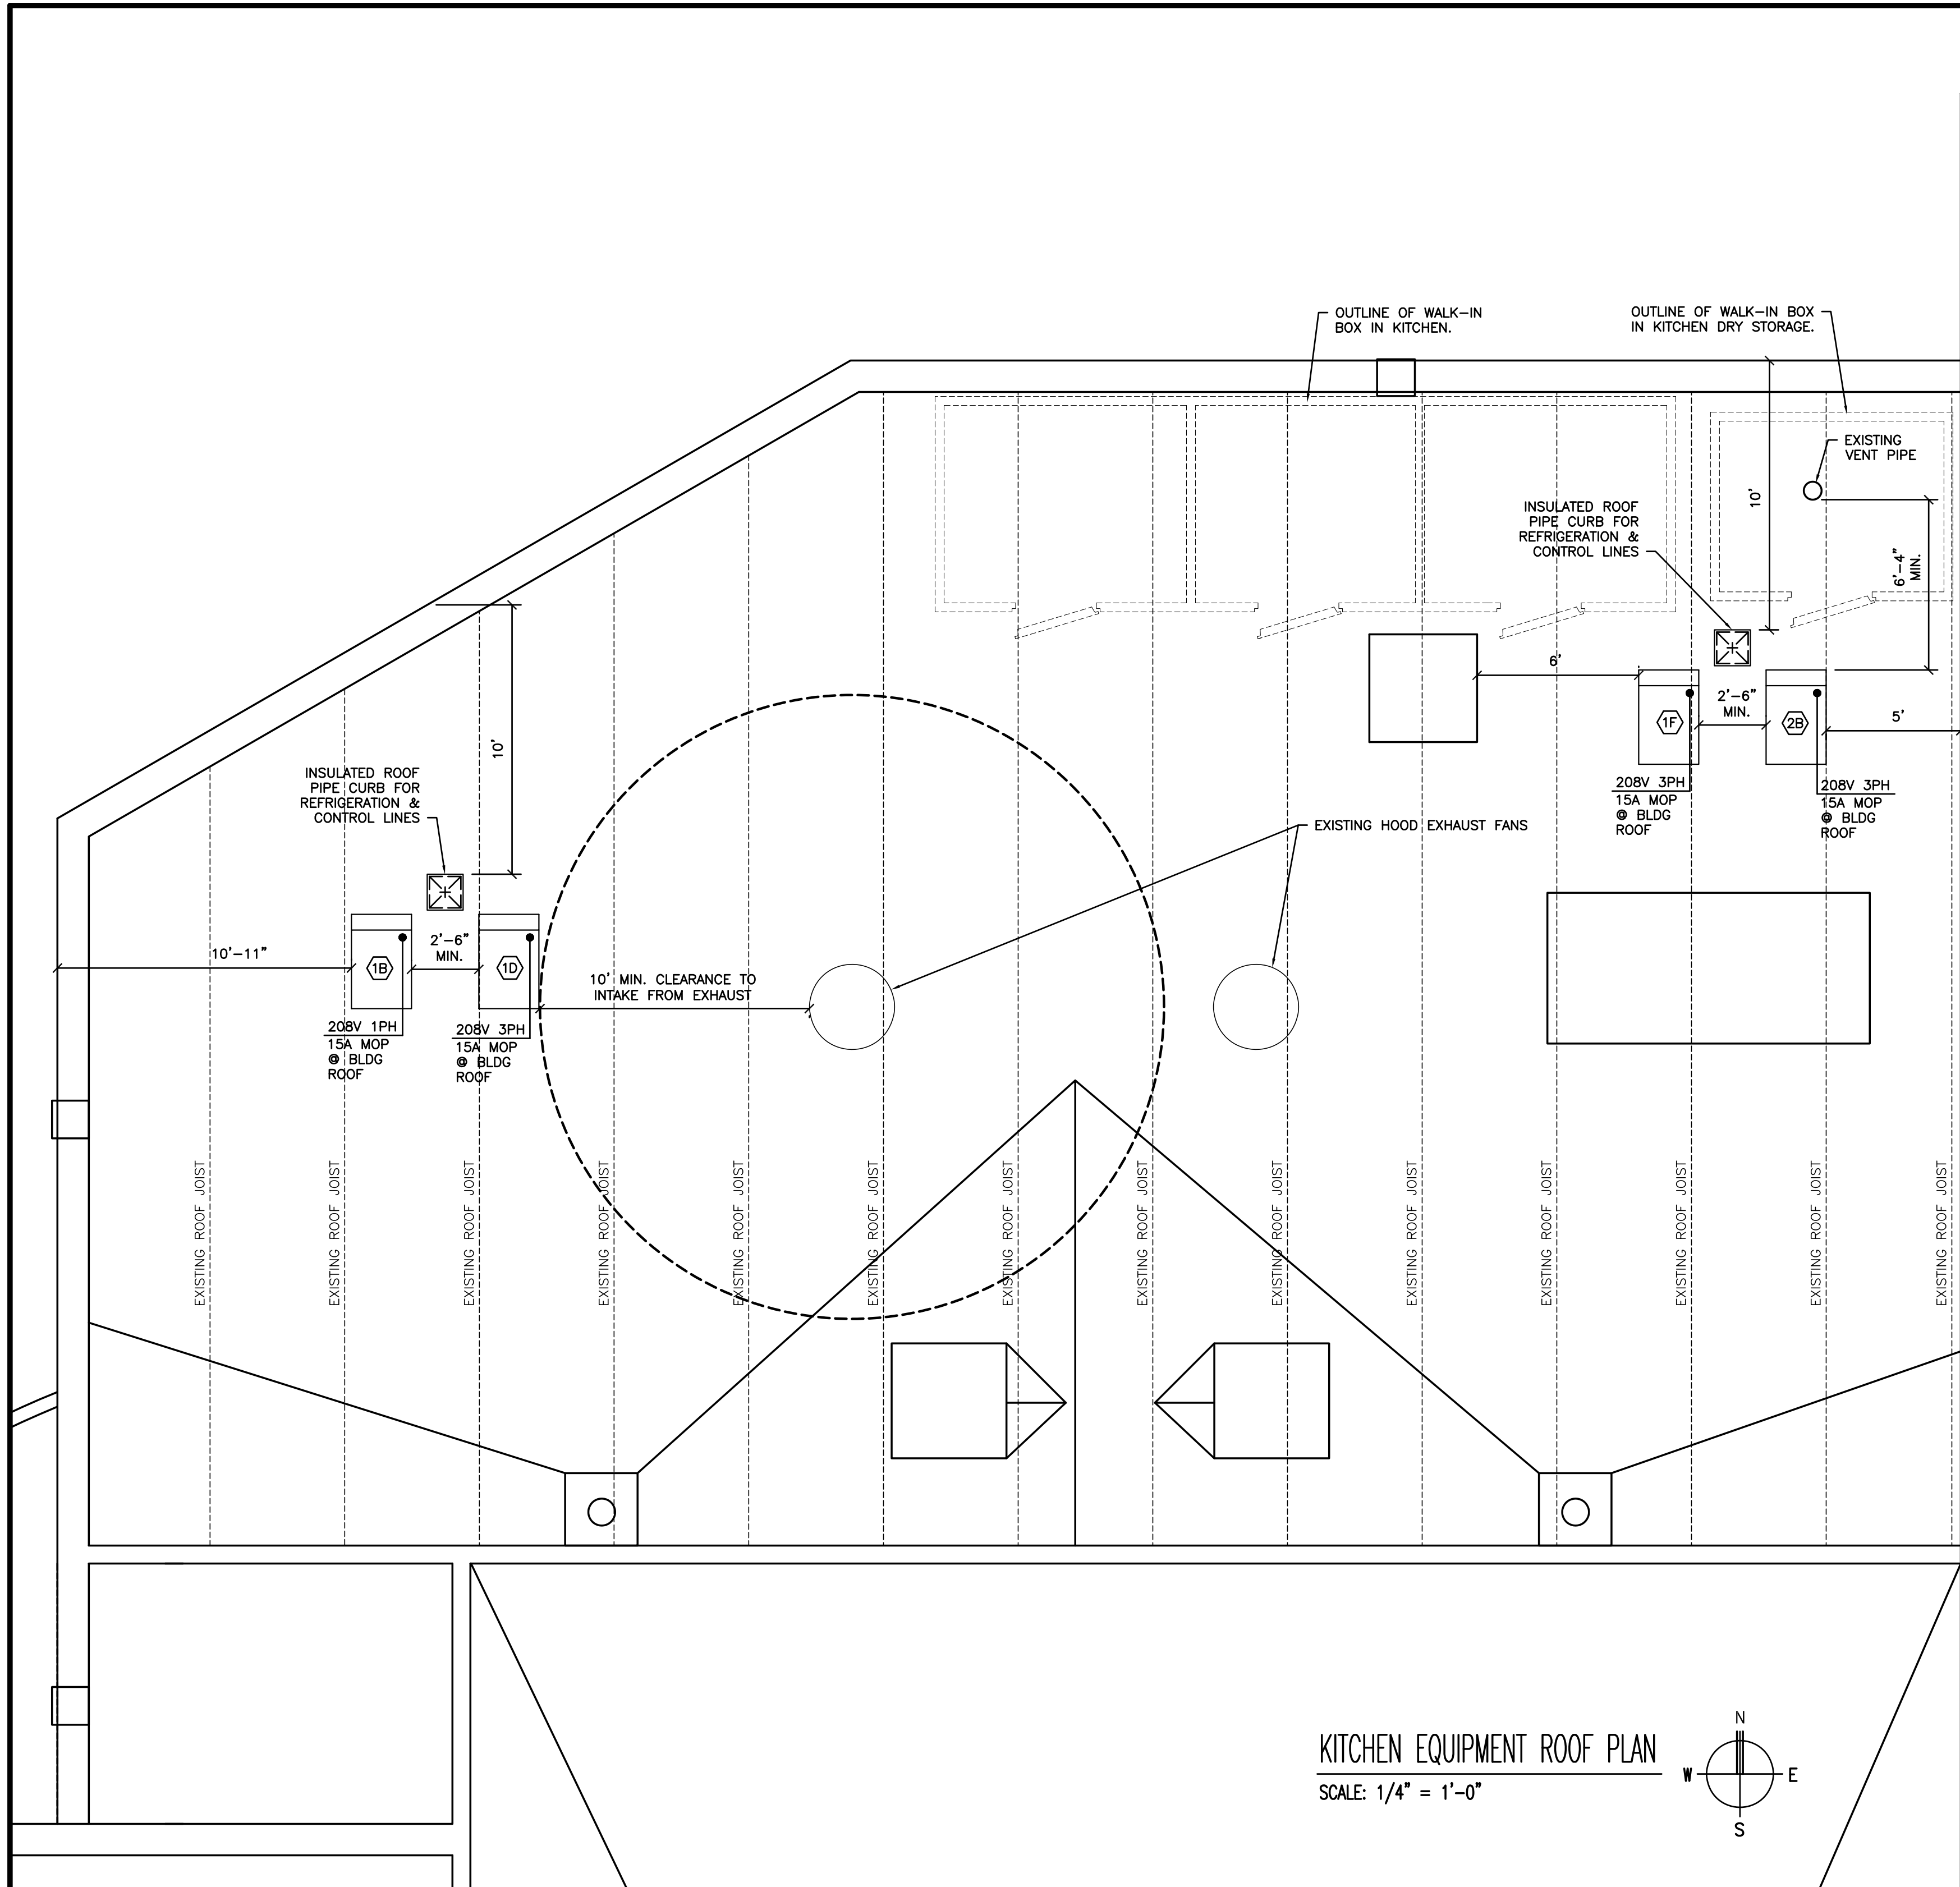 OUTLINE OF WALK-IN
BOX IN KITCHEN.
OUTLINE OF WALK-IN BOX
IN KITCHEN DRY STORAGE.
EXISTING
VENT PIPE
10'
INSULATED ROOF
PIPE CURB FOR
REFRIGERATION &
CONTROL LINES
6'-4"
MIN.
6'
2'-6"
MIN.
1F
2B
5'
208V 3PH
15A MOP
@ BLDG
ROOF
208V 3PH
15A MOP
@ BLDG
ROOF
10'
INSULATED ROOF
PIPE CURB FOR
REFRIGERATION &
CONTROL LINES
EXISTING HOOD EXHAUST FANS
10'-11"
2'-6"
MIN.
1B
1D
10' MIN. CLEARANCE TO
INTAKE FROM EXHAUST
208V 1PH
15A MOP
@ BLDG
ROOF
208V 3PH
15A MOP
@ BLDG
ROOF
EXISTING ROOF JOIST
EXISTING ROOF JOIST
EXISTING ROOF JOIST
EXISTING ROOF JOIST
EXISTING ROOF JOIST
EXISTING ROOF JOIST
EXISTING ROOF JOIST
EXISTING ROOF JOIST
EXISTING ROOF JOIST
EXISTING ROOF JOIST
EXISTING ROOF JOIST
EXISTING ROOF JOIST
EXISTING ROOF JOIST
EXISTING ROOF JOIST
KITCHEN EQUIPMENT ROOF PLAN
SCALE: 1/4" = 1'-0"
N
W
E
S